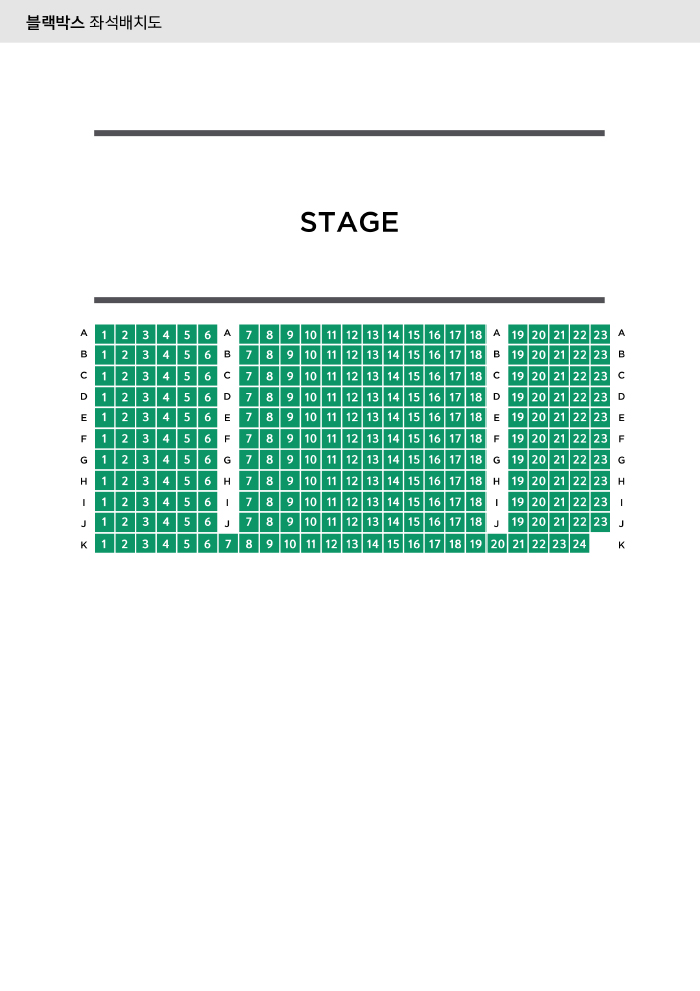 블랙박스 좌석배치도
STAGE
A 1 2 3 4 5 6 A 7 8 9 10 11 12 13 14 15 16 17 18 A 19 20 21 22 23 A
B 1 2 3 4 5 6 B 7 8 9 10 11 12 13 14 15 16 17 18 B 19 20 21 22 23 B
C 1 2 3 4 5 6 C 7 8 9 10 11 12 13 14 15 16 17 18 C 19 20 21 22 23 C
D 1 2 3 4 5 6 D 7 8 9 10 11 12 13 14 15 16 17 18 D 19 20 21 22 23 D
E 1 2 3 4 5 6 E 7 8 9 10 11 12 13 14 15 16 17 18 E 19 20 21 22 23 E
F 1 2 3 4 5 6 F 7 8 9 10 11 12 13 14 15 16 17 18 F 19 20 21 22 23 F
G 1 2 3 4 5 6 G 7 8 9 10 11 12 13 14 15 16 17 18 G 19 20 21 22 23 G
H 1 2 3 4 5 6 H 7 8 9 10 11 12 13 14 15 16 17 18 H 19 20 21 22 23 H
I 1 2 3 4 5 6 I 7 8 9 10 11 12 13 14 15 16 17 18 I 19 20 21 22 23 I
J 1 2 3 4 5 6 J 7 8 9 10 11 12 13 14 15 16 17 18 J 19 20 21 22 23 J
K 1 2 3 4 5 6 7 8 9 10 11 12 13 14 15 16 17 18 19 20 21 22 23 24 K